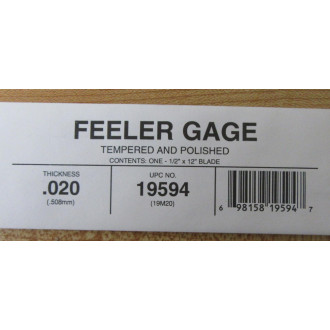 FEELER GAGE
TEMPERED AND POLISHED
CONTENTS: ONE - 1/2" x 12" BLADE
THICKNESS
.020
(.508mm)
UPC NO.
19594
(19M20)
6 98158 19594 7